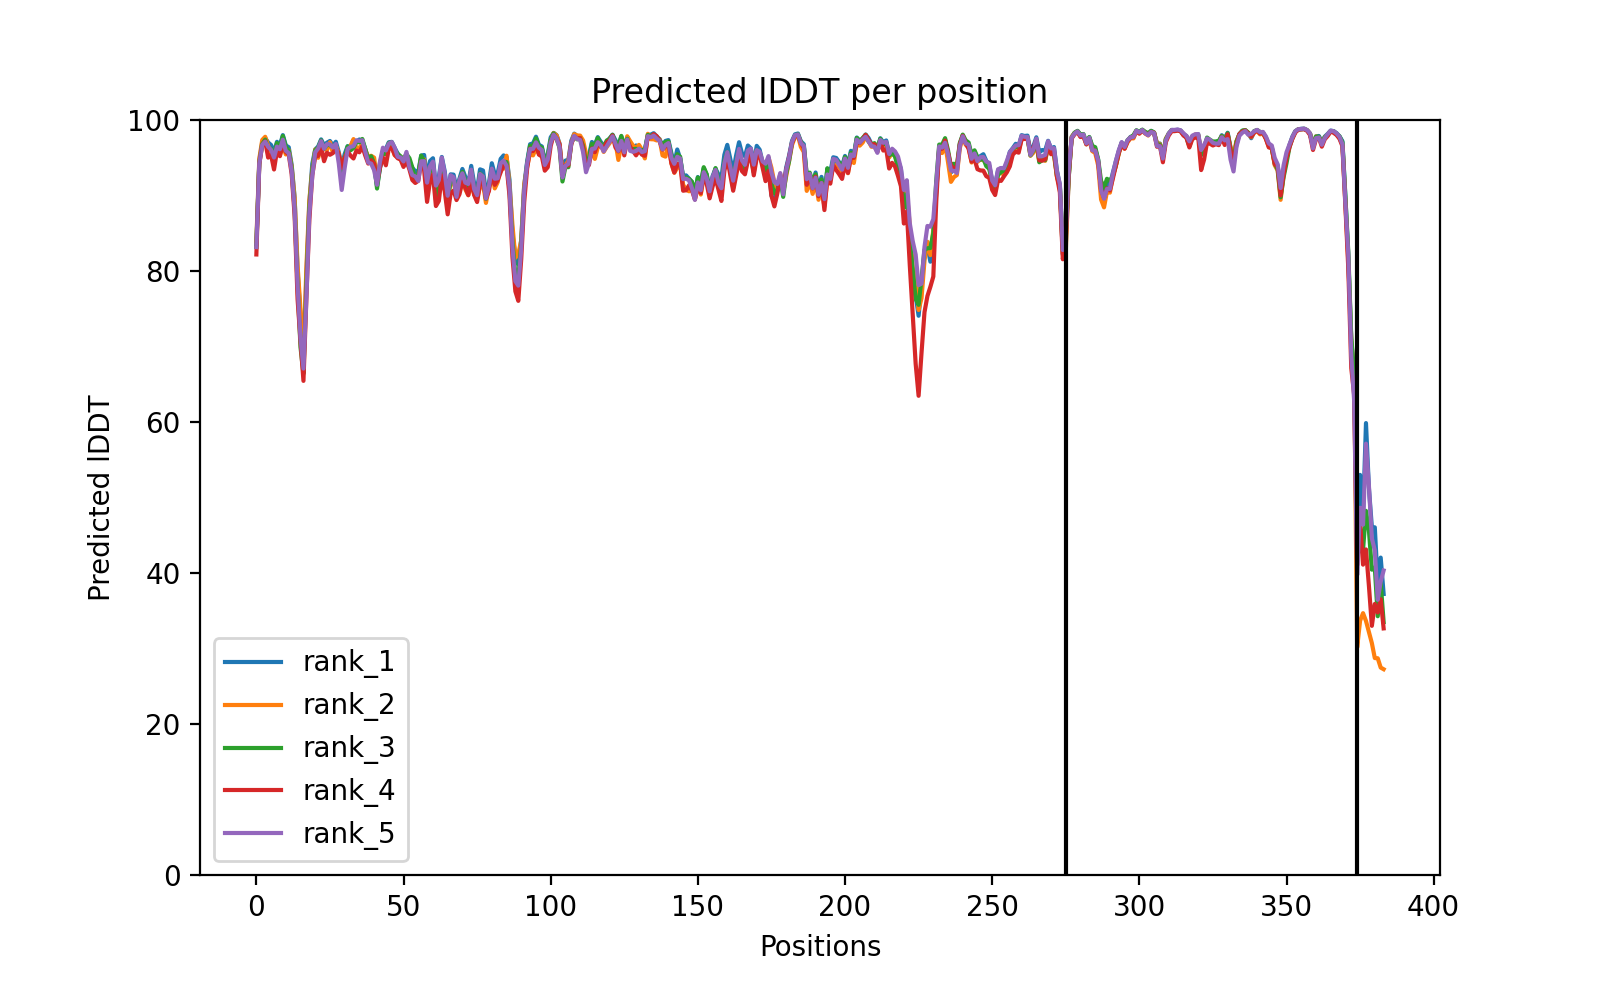 Predicted lDDT per position
100
80
60
40
20
0
Predicted lDDT
rank_1
rank_2
rank_3
rank_4
rank_5
0 50 100 150 200 250 300 350 400
Positions